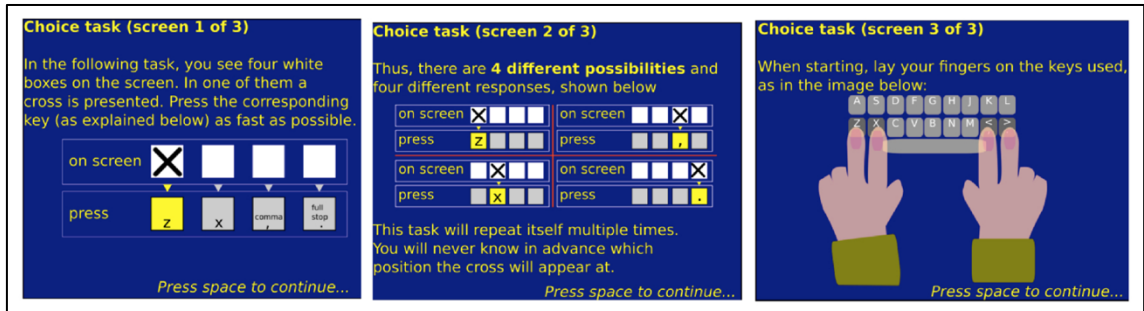 Choice task (screen 1 of 3)
In the following task, you see four white
boxes on the screen. In one of them a
cross is presented. Press the corresponding
key (as explained below) as fast as possible.
on screen
press
z
x
comma
,
full
stop
.
Press space to continue...
Choice task (screen 2 of 3)
Thus, there are 4 different possibilities and
four different responses, shown below
on screen
press z
on screen
press ,
on screen
press x
on screen
press .
This task will repeat itself multiple times.
You will never know in advance which
position the cross will appear at.
Press space to continue...
Choice task (screen 3 of 3)
When starting, lay your fingers on the keys used,
as in the image below:
A S D F G H J K L
Z X C V B N M < >
Press space to continue...